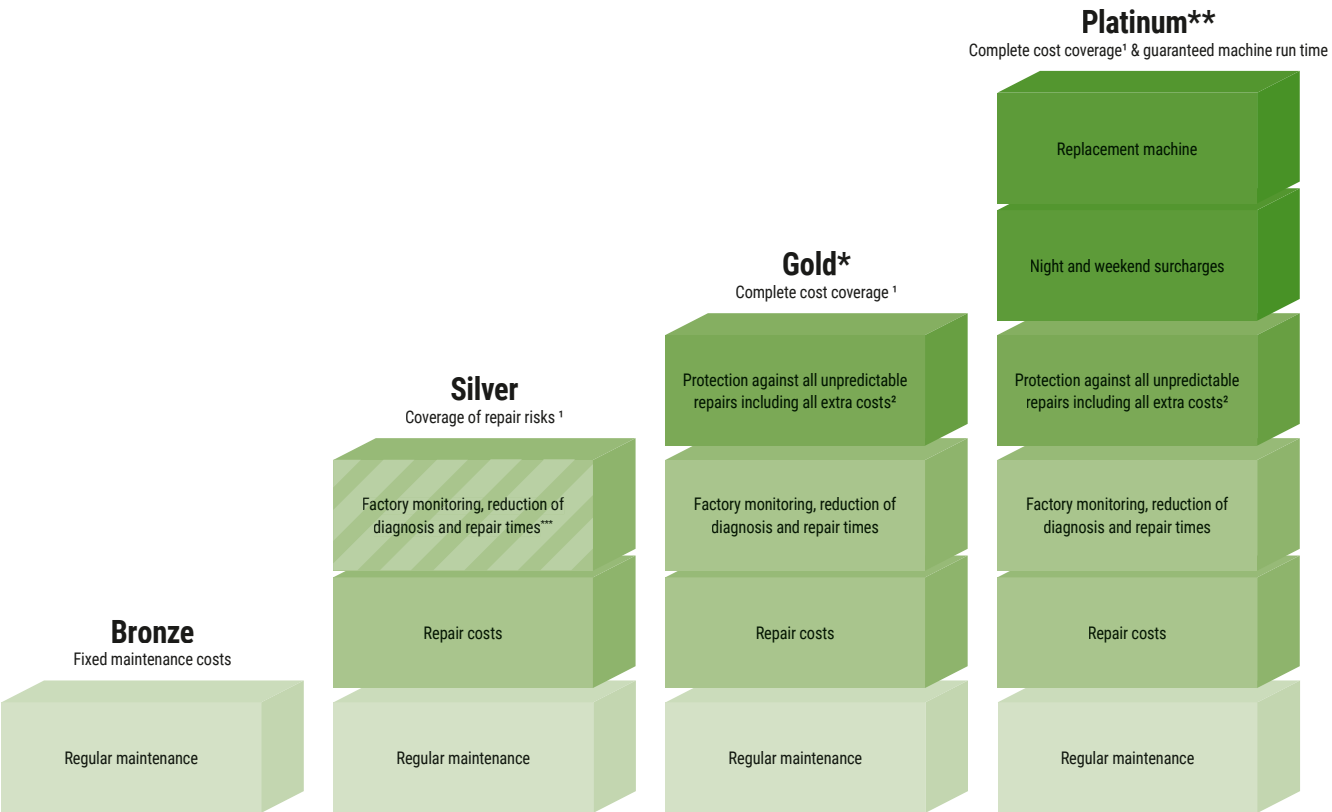 Platinum**
Complete cost coverage¹ & guaranteed machine run time
Replacement machine
Night and weekend surcharges
Gold*
Complete cost coverage ¹
Protection against all unpredictable
repairs including all extra costs²
Protection against all unpredictable
repairs including all extra costs²
Silver
Coverage of repair risks ¹
Factory monitoring, reduction of
diagnosis and repair times***
Factory monitoring, reduction of
diagnosis and repair times
Factory monitoring, reduction of
diagnosis and repair times
Bronze
Fixed maintenance costs
Repair costs
Repair costs
Repair costs
Regular maintenance
Regular maintenance
Regular maintenance
Regular maintenance